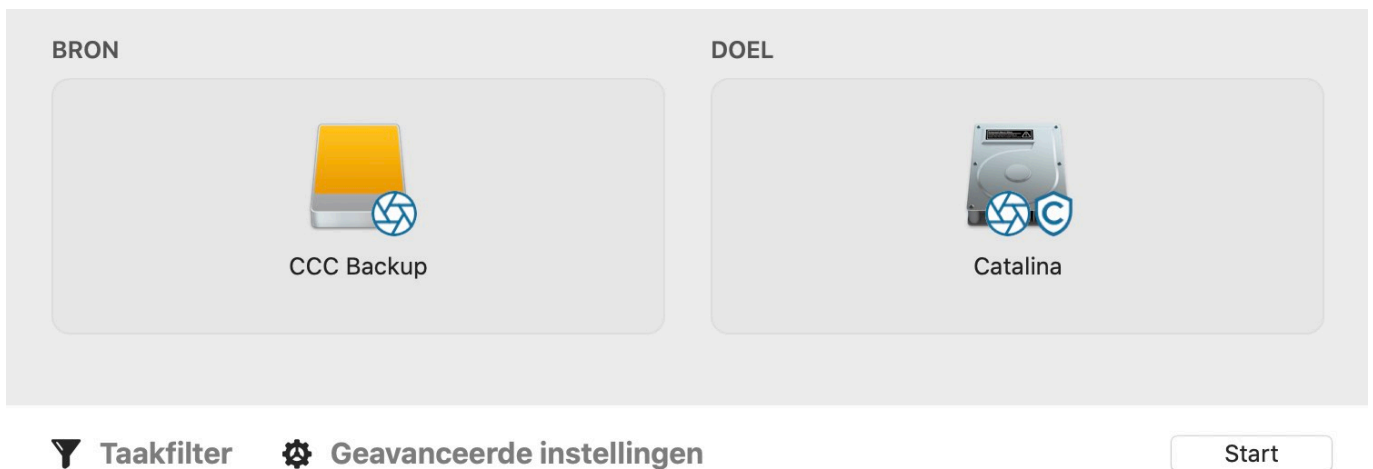 BRON
DOEL
CCC Backup
Catalina
Taakfilter
Geavanceerde instellingen
Start